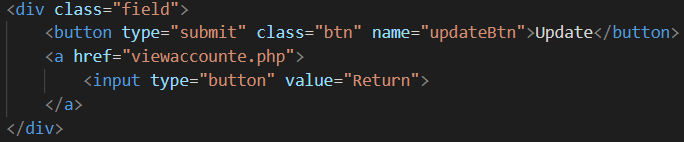 <div class="field">
<button type="submit" class="btn" name="updateBtn">Update</button>
<a href="viewaccounte.php">
<input type="button" value="Return">
</a>
</div>